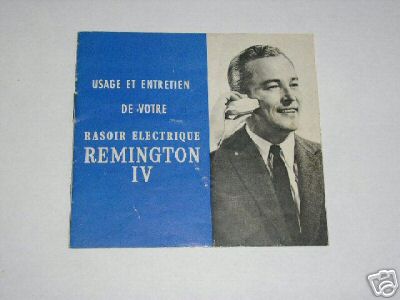 USAGE ET ENTRETIEN
DE VOTRE
RASOIR ELECTRIQUE
REMINGTON
IV